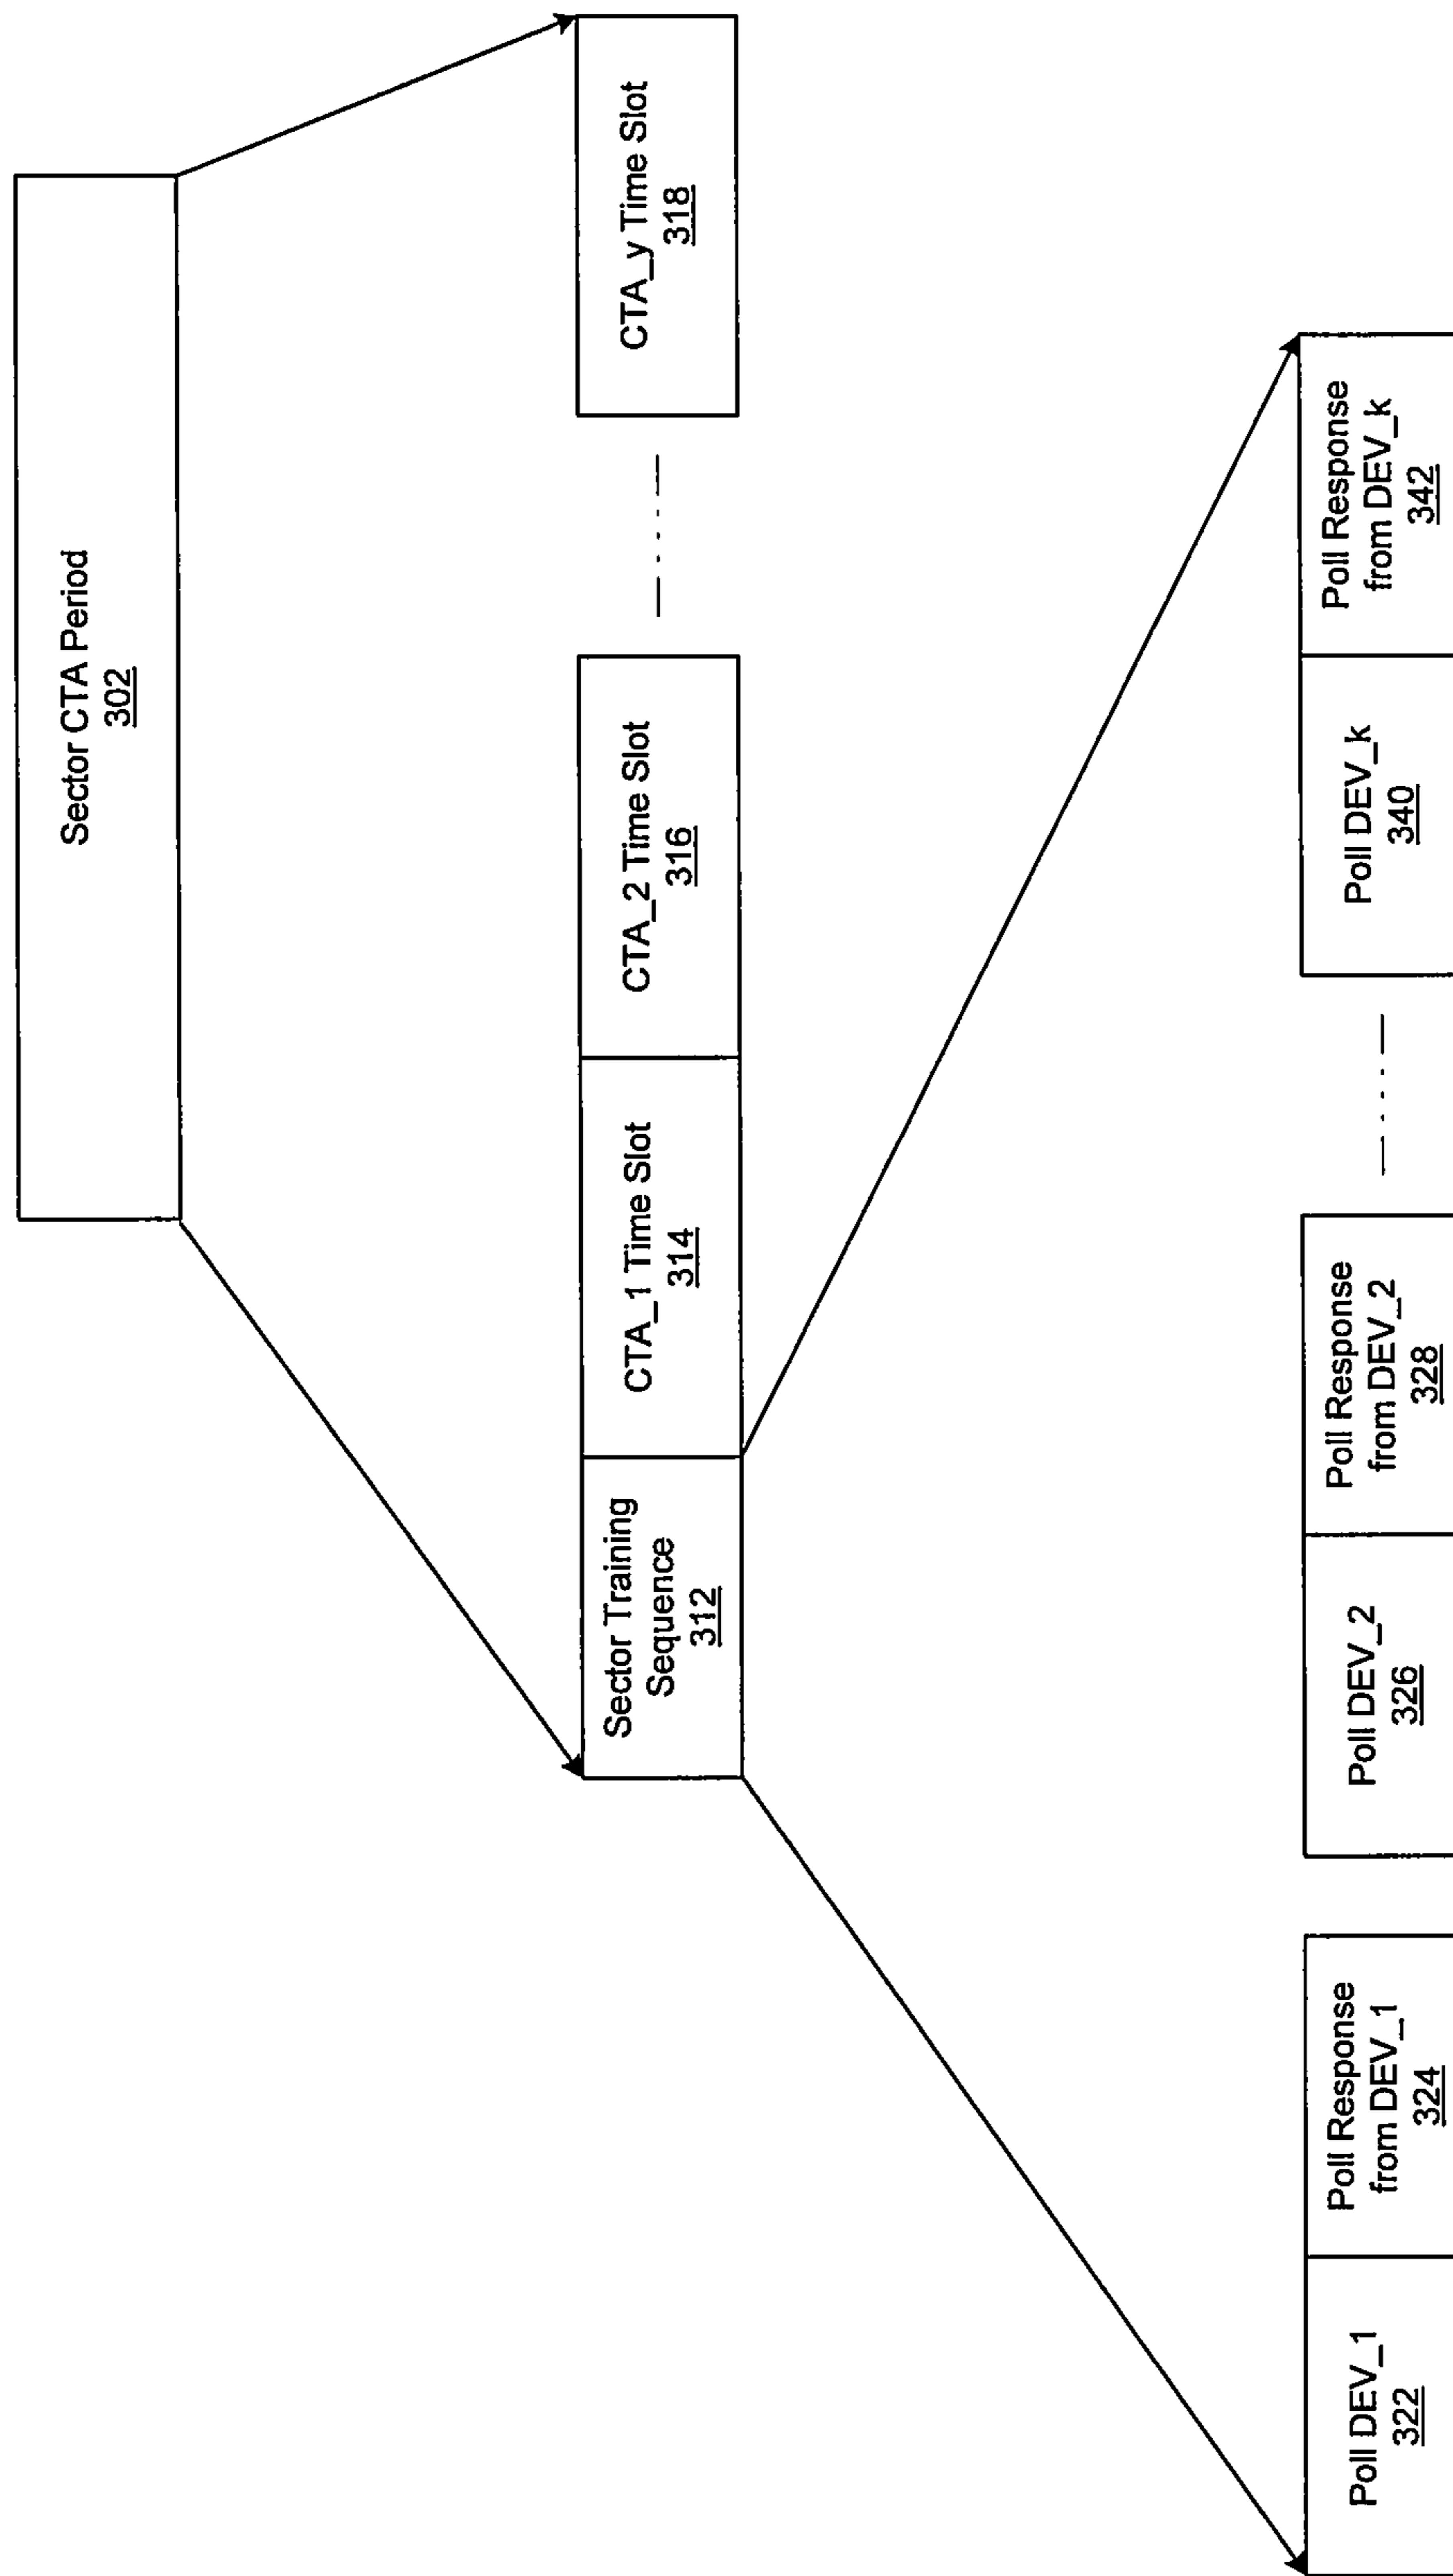 Sector CTA Period
302
Sector Training
Sequence
312
CTA_1 Time Slot
314
CTA_2 Time Slot
316
CTA_y Time Slot
318
Poll DEV_1
322
Poll Response
from DEV_1
324
Poll DEV_2
326
Poll Response
from DEV_2
328
Poll DEV_k
340
Poll Response
from DEV_k
342